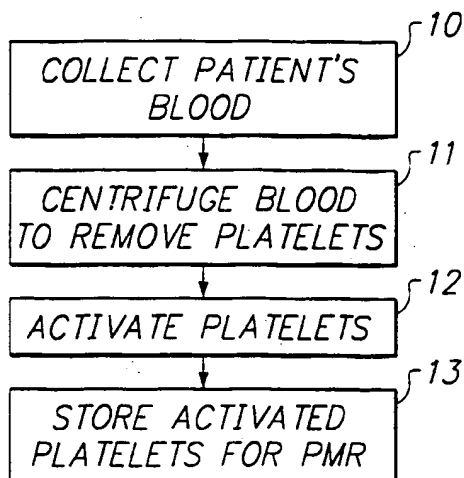 10
COLLECT PATIENT'S
BLOOD
11
CENTRIFUGE BLOOD
TO REMOVE PLATELETS
12
ACTIVATE PLATELETS
13
STORE ACTIVATED
PLATELETS FOR PMR